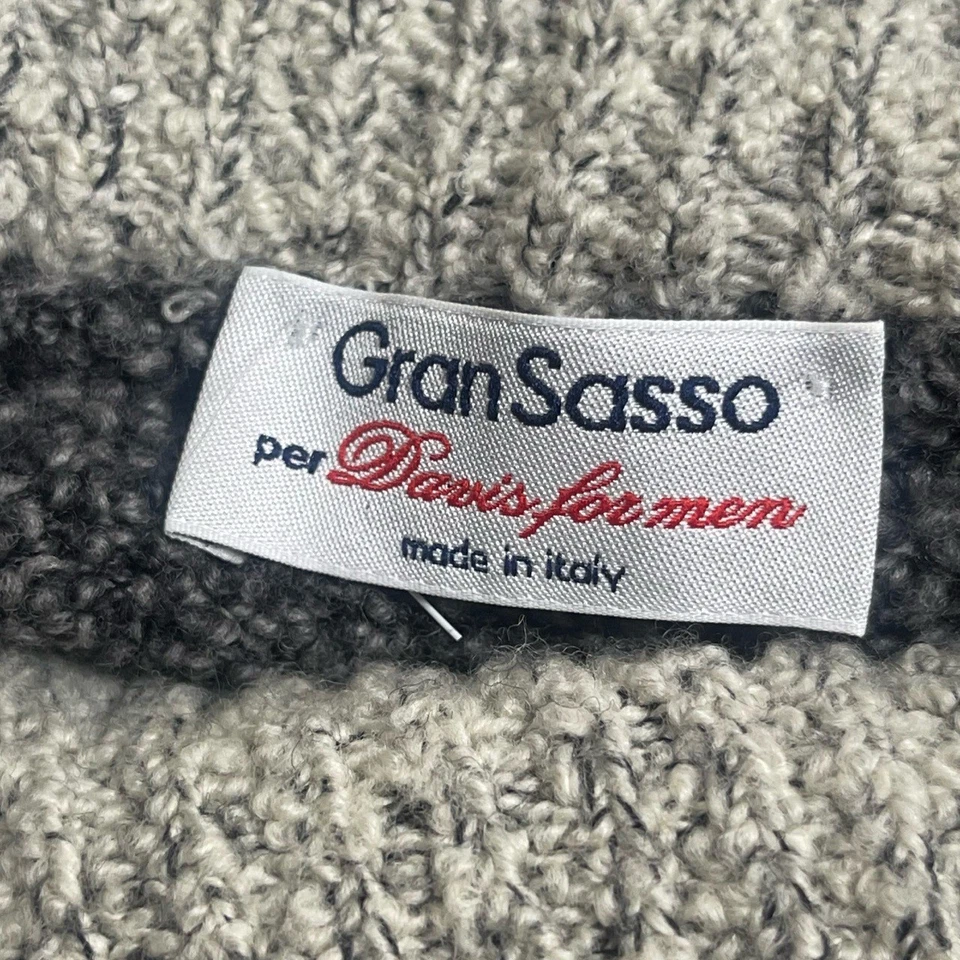 Gran Sasso
per Davis for men
made in italy